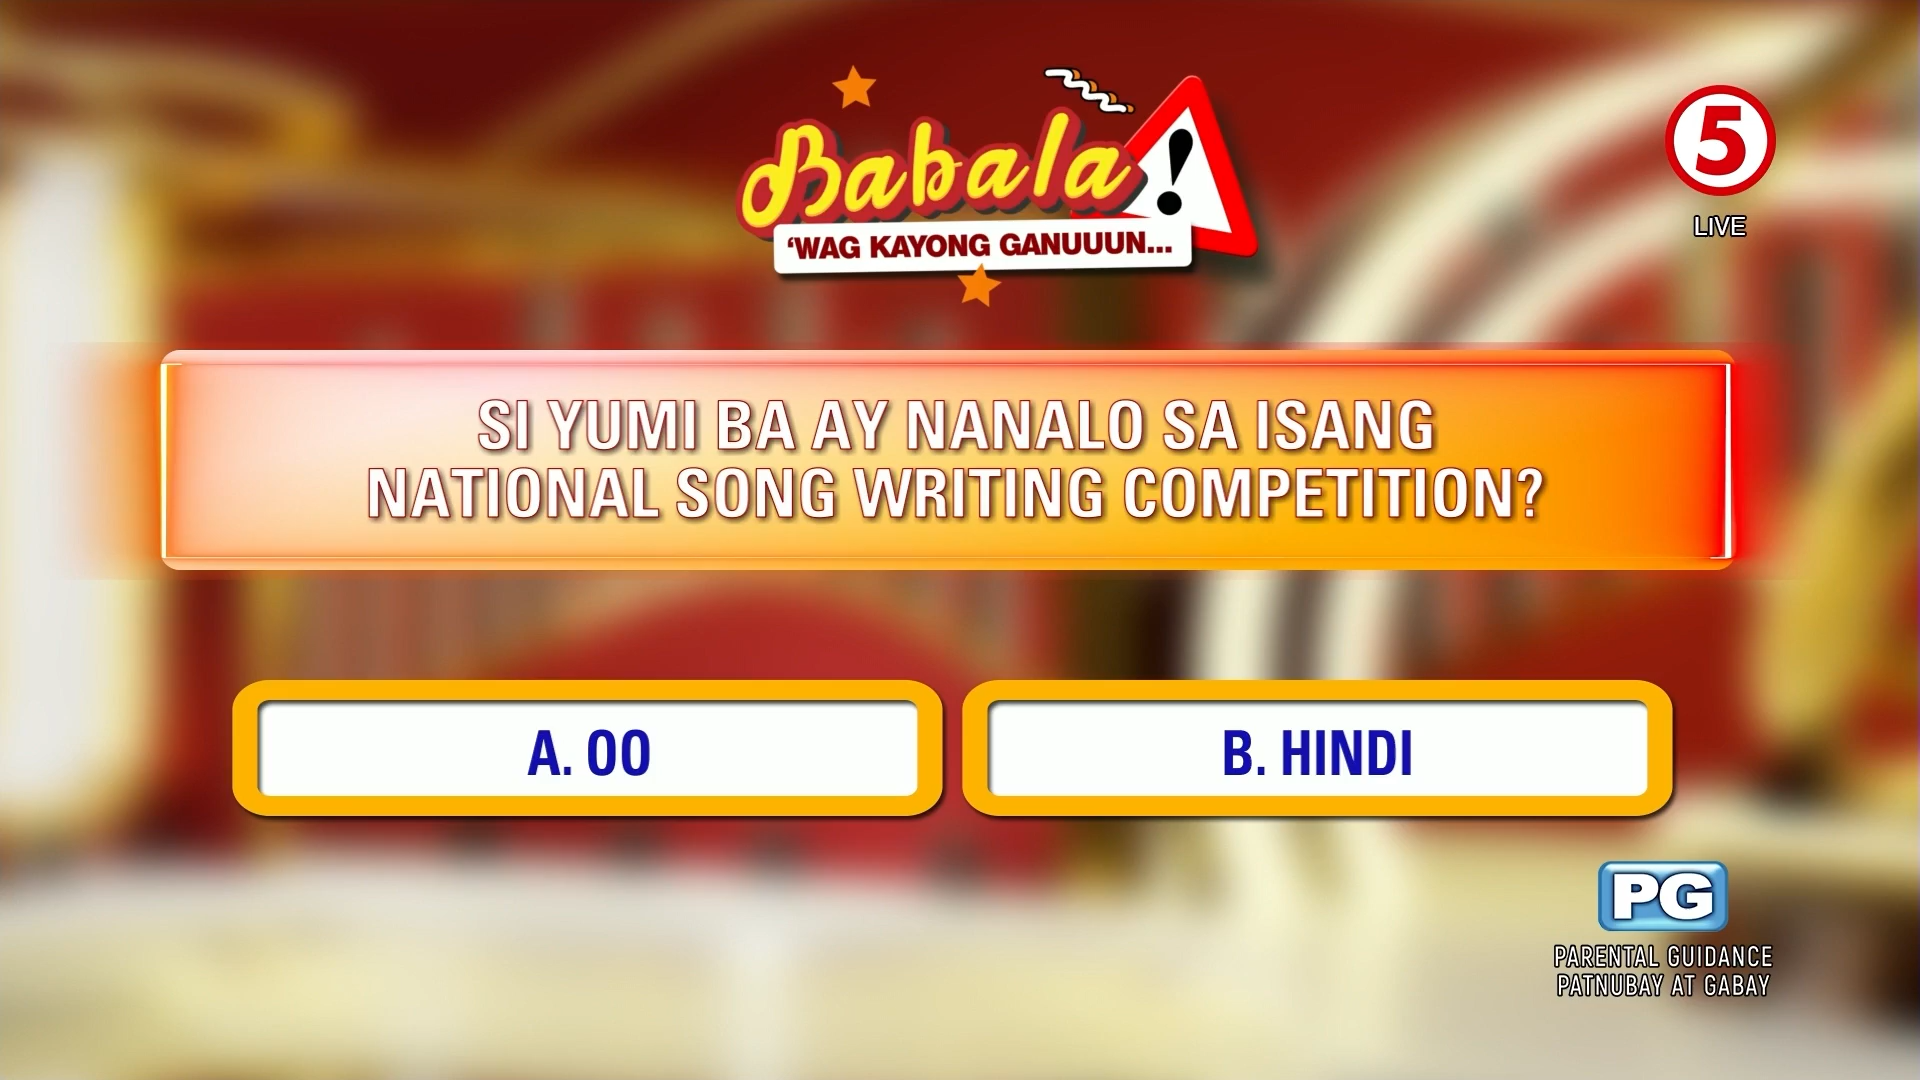 Babala!
'WAG KAYONG GANUUUN...
5
LIVE
SI YUMI BA AY NANALO SA ISANG
NATIONAL SONG WRITING COMPETITION?
A. OO
B. HINDI
PG
PARENTAL GUIDANCE
PATNUBAY AT GABAY